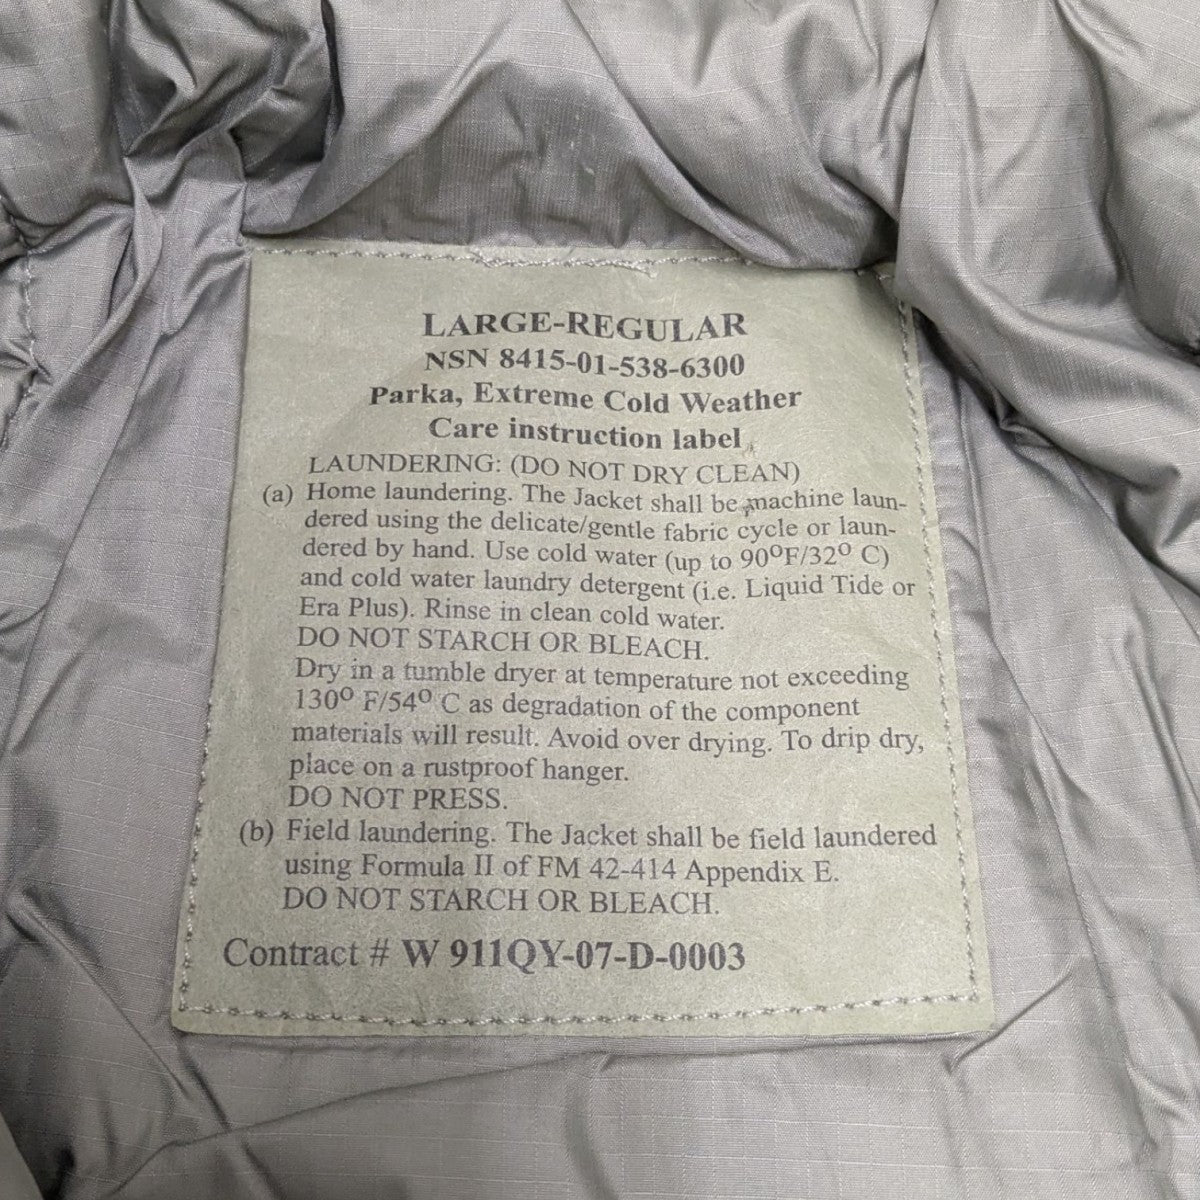 LARGE-REGULAR
NSN 8415-01-538-6300
Parka, Extreme Cold Weather
Care instruction label
LAUNDERING: (DO NOT DRY CLEAN)
(a) Home laundering. The Jacket shall be machine laun-
dered using the delicate/gentle fabric cycle or laun-
dered by hand. Use cold water (up to 90ºF/32º C)
and cold water laundry detergent (i.e. Liquid Tide or
Era Plus). Rinse in clean cold water.
DO NOT STARCH OR BLEACH.
Dry in a tumble dryer at temperature not exceeding
130º F/54º C as degradation of the component
materials will result. Avoid over drying. To drip dry,
place on a rustproof hanger.
DO NOT PRESS.
(b) Field laundering. The Jacket shall be field laundered
using Formula II of FM 42-414 Appendix E.
DO NOT STARCH OR BLEACH.
Contract # W 911QY-07-D-0003